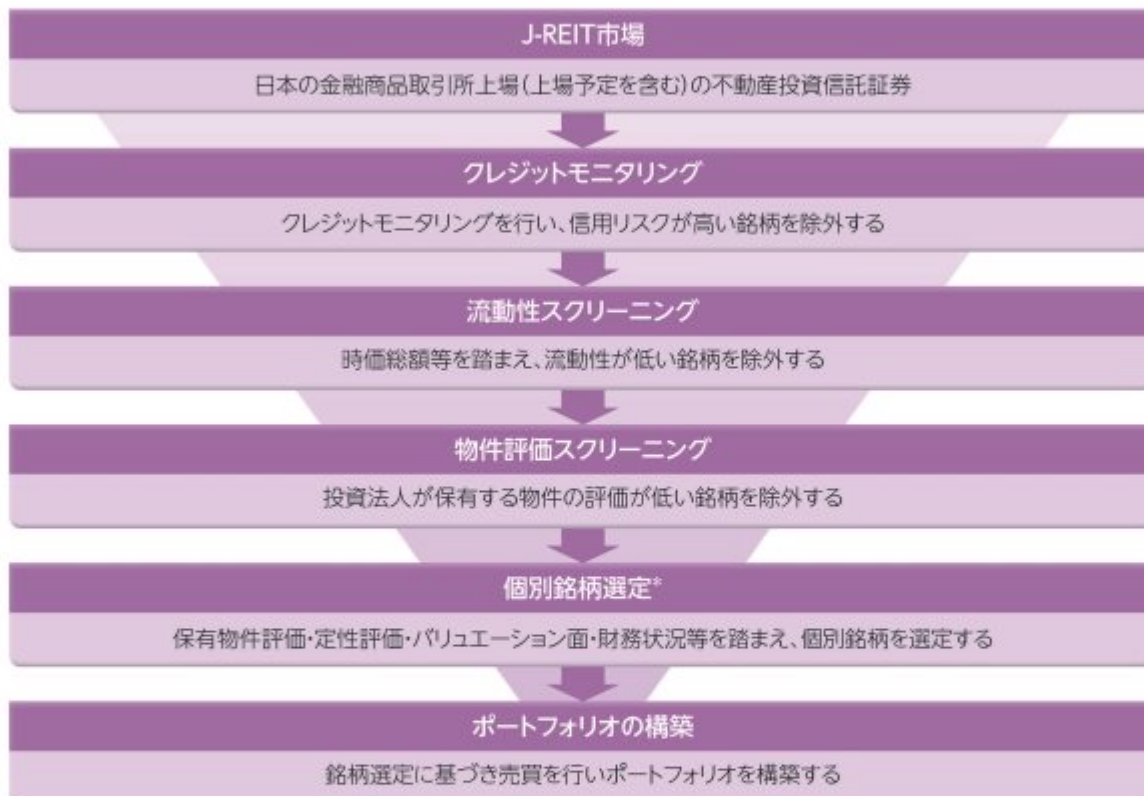 J-REIT市場
日本の金融商品取引所上場(上場予定を含む)の不動産投資信託証券
クレジットモニタリング
クレジットモニタリングを行い、信用リスクが高い銘柄を除外する
流動性スクリーニング
時価総額等を踏まえ、流動性が低い銘柄を除外する
物件評価スクリーニング
投資法人が保有する物件の評価が低い銘柄を除外する
個別銘柄選定*
保有物件評価・定性評価・バリュエーション面・財務状況等を踏まえ、個別銘柄を選定する
ポートフォリオの構築
銘柄選定に基づき売買を行いポートフォリオを構築する